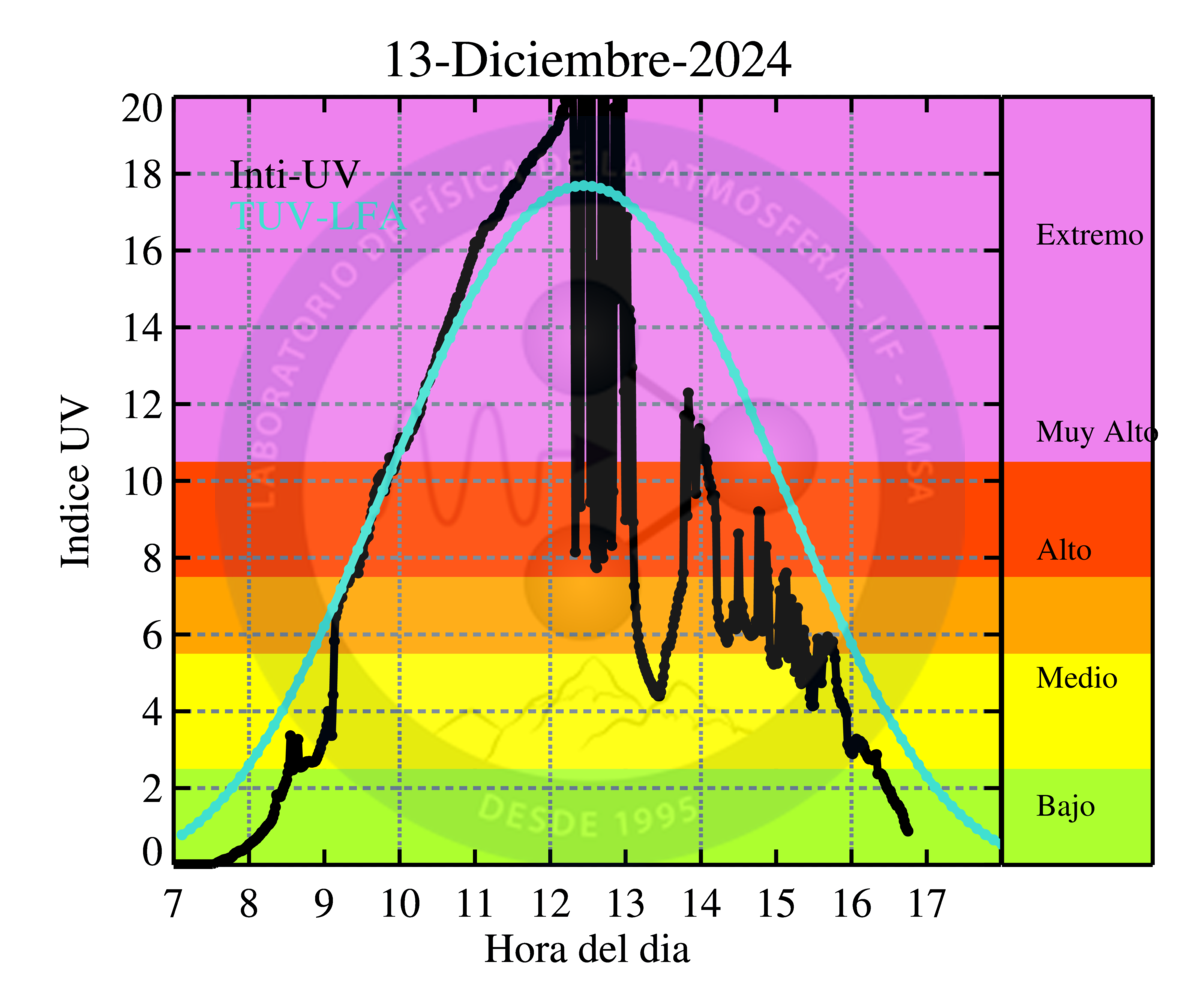 13-Diciembre-2024
Inti-UV
TUV-LFA
LABORATORIO DE FÍSICA DE LA ATMÓSFERA - IIF - UMSA
DESDE 1995
Indice UV
20
18
16
14
12
10
8
6
4
2
0
Extremo
Muy Alto
Alto
Medio
Bajo
7 8 9 10 11 12 13 14 15 16 17
Hora del dia